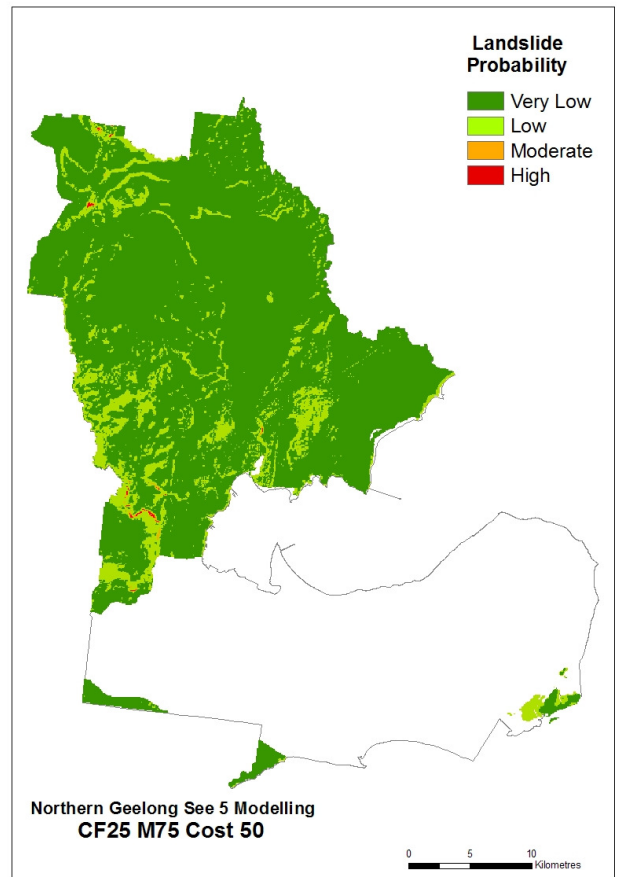 Landslide
Probability
Very Low
Low
Moderate
High
Northern Geelong See 5 Modelling
CF25 M75 Cost 50
0 5 10
Kilometres